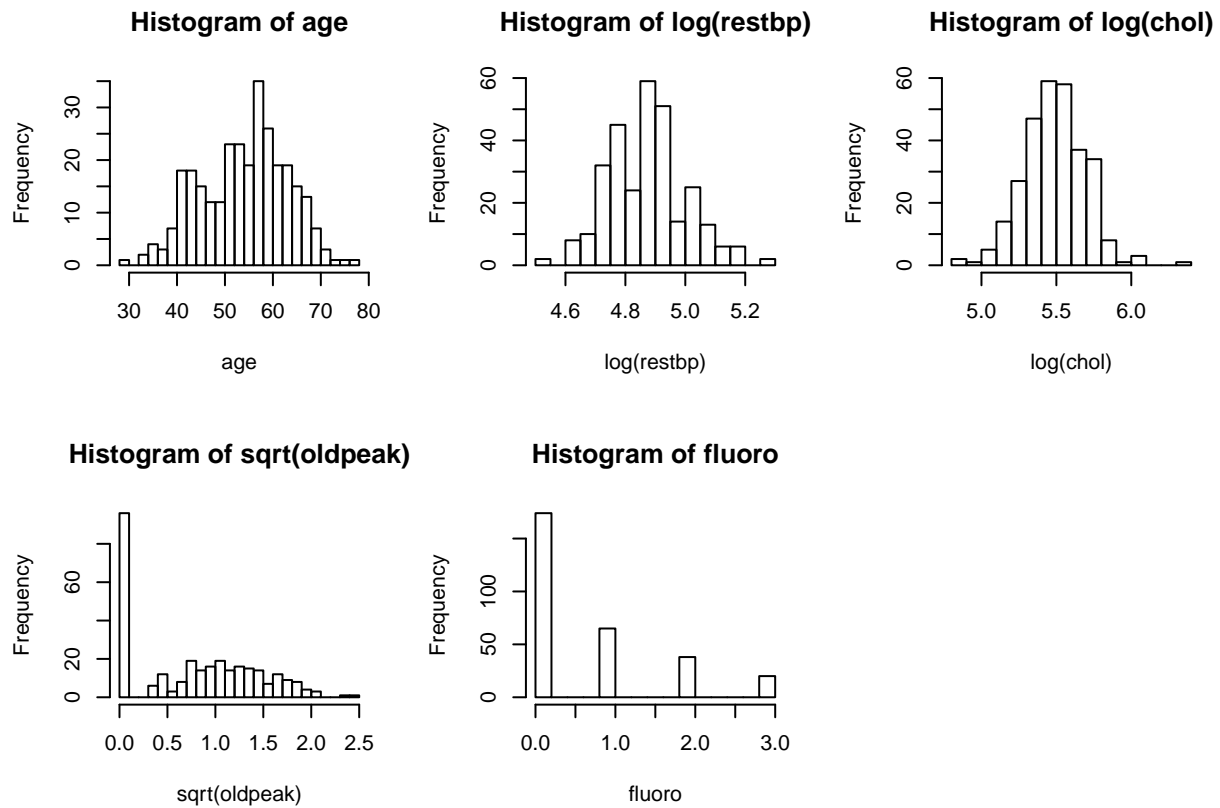 Histogram of age
Frequency
0
10
20
30
30 40 50 60 70 80
age
Histogram of log(restbp)
Frequency
0
20
40
60
4.6 4.8 5.0 5.2
log(restbp)
Histogram of log(chol)
Frequency
0
20
40
60
5.0 5.5 6.0
log(chol)
Histogram of sqrt(oldpeak)
Frequency
0
20
60
0.0 0.5 1.0 1.5 2.0 2.5
sqrt(oldpeak)
Histogram of fluoro
Frequency
0
50
100
0.0 1.0 2.0 3.0
fluoro